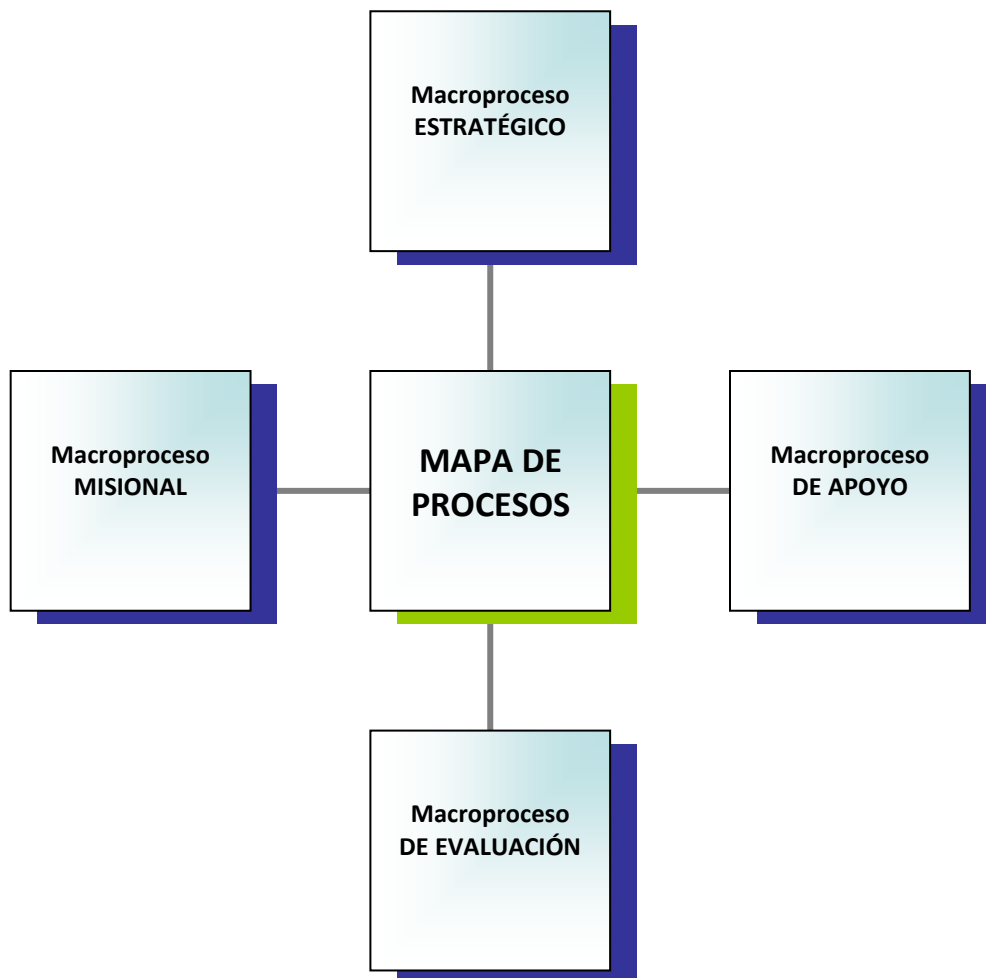 Macroproceso
ESTRATÉGICO
Macroproceso
MISIONAL
MAPA DE
PROCESOS
Macroproceso
DE APOYO
Macroproceso
DE EVALUACIÓN